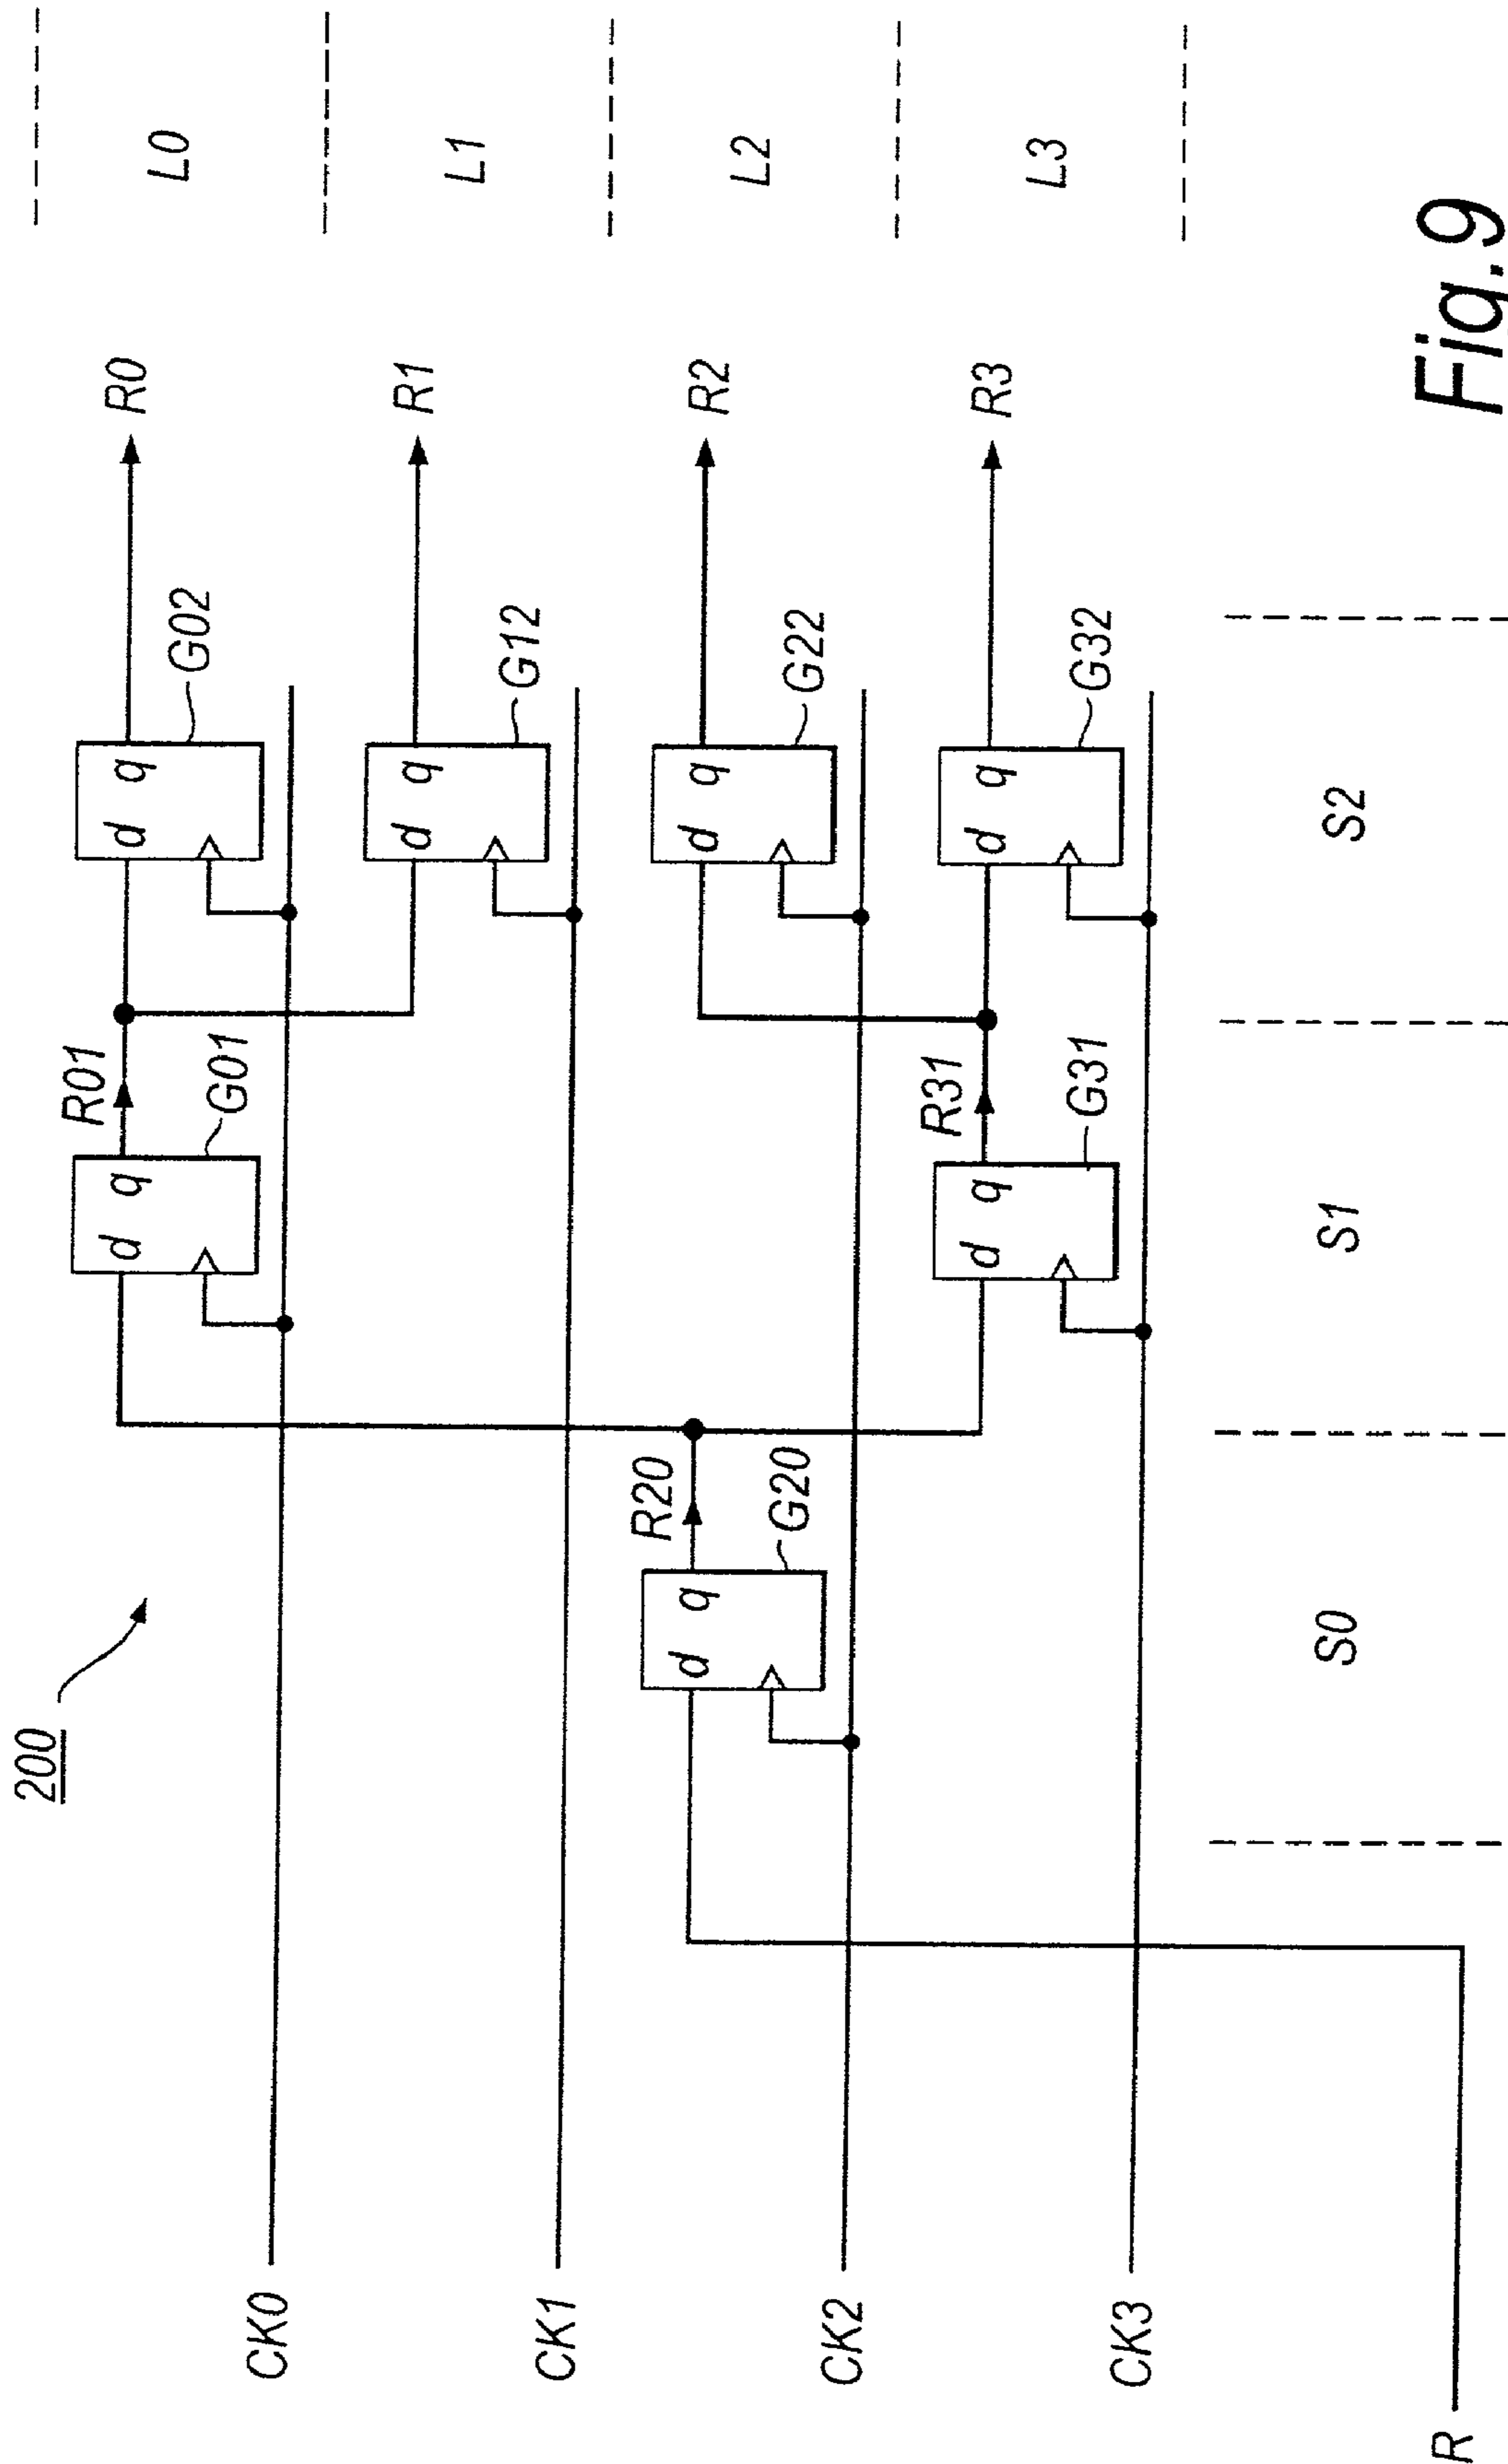 200
CK0
R01
G01
d q
G02
d q
R0
L0
CK1
G12
d q
R1
L1
CK2
R20
G20
d q
G22
d q
R2
L2
CK3
R31
G31
d q
G32
d q
R3
L3
R
S0
S1
S2
Fig.9